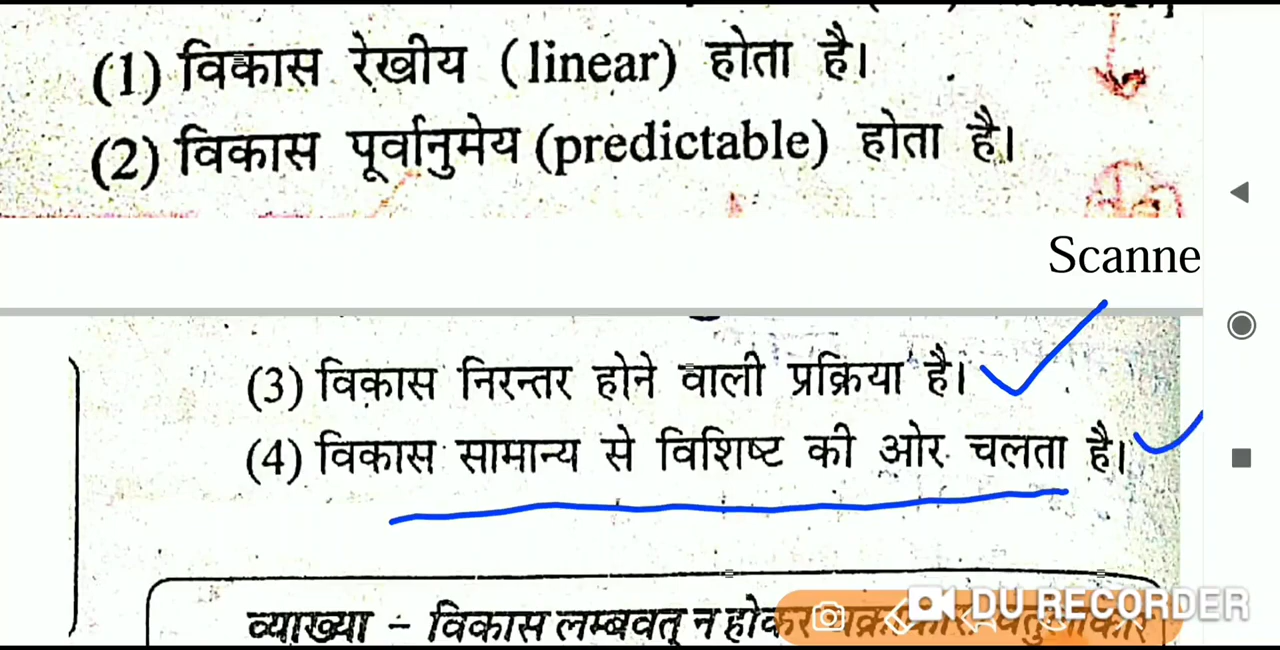 (1) विकास रेखीय (linear) होता है।
(2) विकास पूर्वानुमेय (predictable) होता है।
Scanne
(3) विकास निरन्तर होने वाली प्रक्रिया है।
(4) विकास सामान्य से विशिष्ट की ओर चलता है।
व्याख्या - विकास लम्बवत् न होकर
DU RECORDER